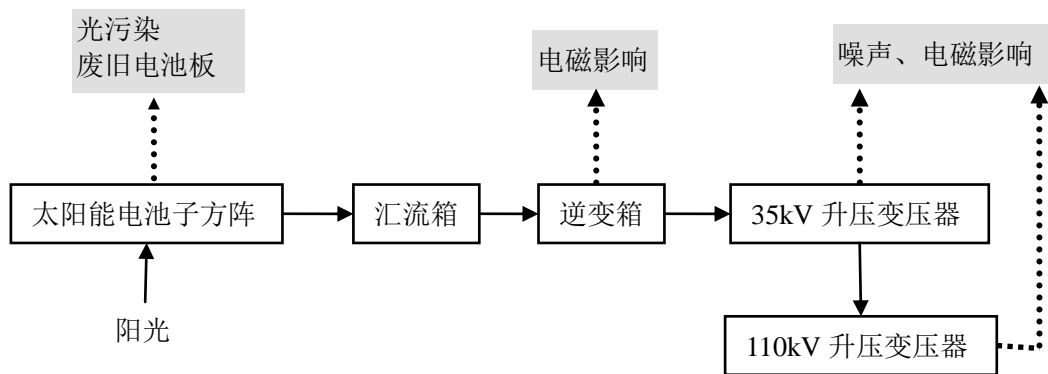 光污染
废旧电池板
电磁影响
噪声、电磁影响
太阳能电池子方阵
汇流箱
逆变箱
35kV 升压变压器
阳光
110kV 升压变压器